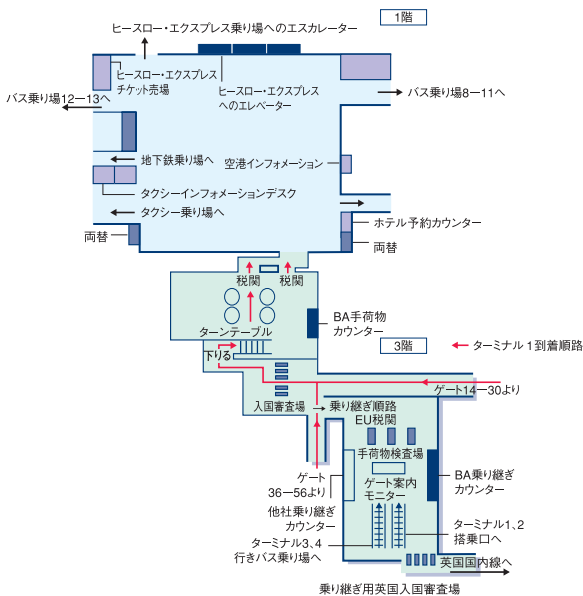 1階
ヒースロー・エクスプレス乗り場へのエスカレーター
ヒースロー・エクスプレス
チケット売場
ヒースロー・エクスプレス
へのエレベーター
バス乗り場12ー13へ
バス乗り場8ー11へ
地下鉄乗り場へ
空港インフォメーション
タクシーインフォメーションデスク
タクシー乗り場へ
ホテル予約カウンター
両替
両替
税関
税関
BA手荷物
カウンター
ターンテーブル
3階
ターミナル1到着順路
下りる
ゲート14ー30より
入国審査場
乗り継ぎ順路
EU税関
手荷物検査場
ゲート
36ー56より
ゲート案内
モニター
BA乗り継ぎ
カウンター
他社乗り継ぎ
カウンター
ターミナル1、2
搭乗口へ
ターミナル3、4
行きバス乗り場へ
英国国内線へ
乗り継ぎ用英国入国審査場